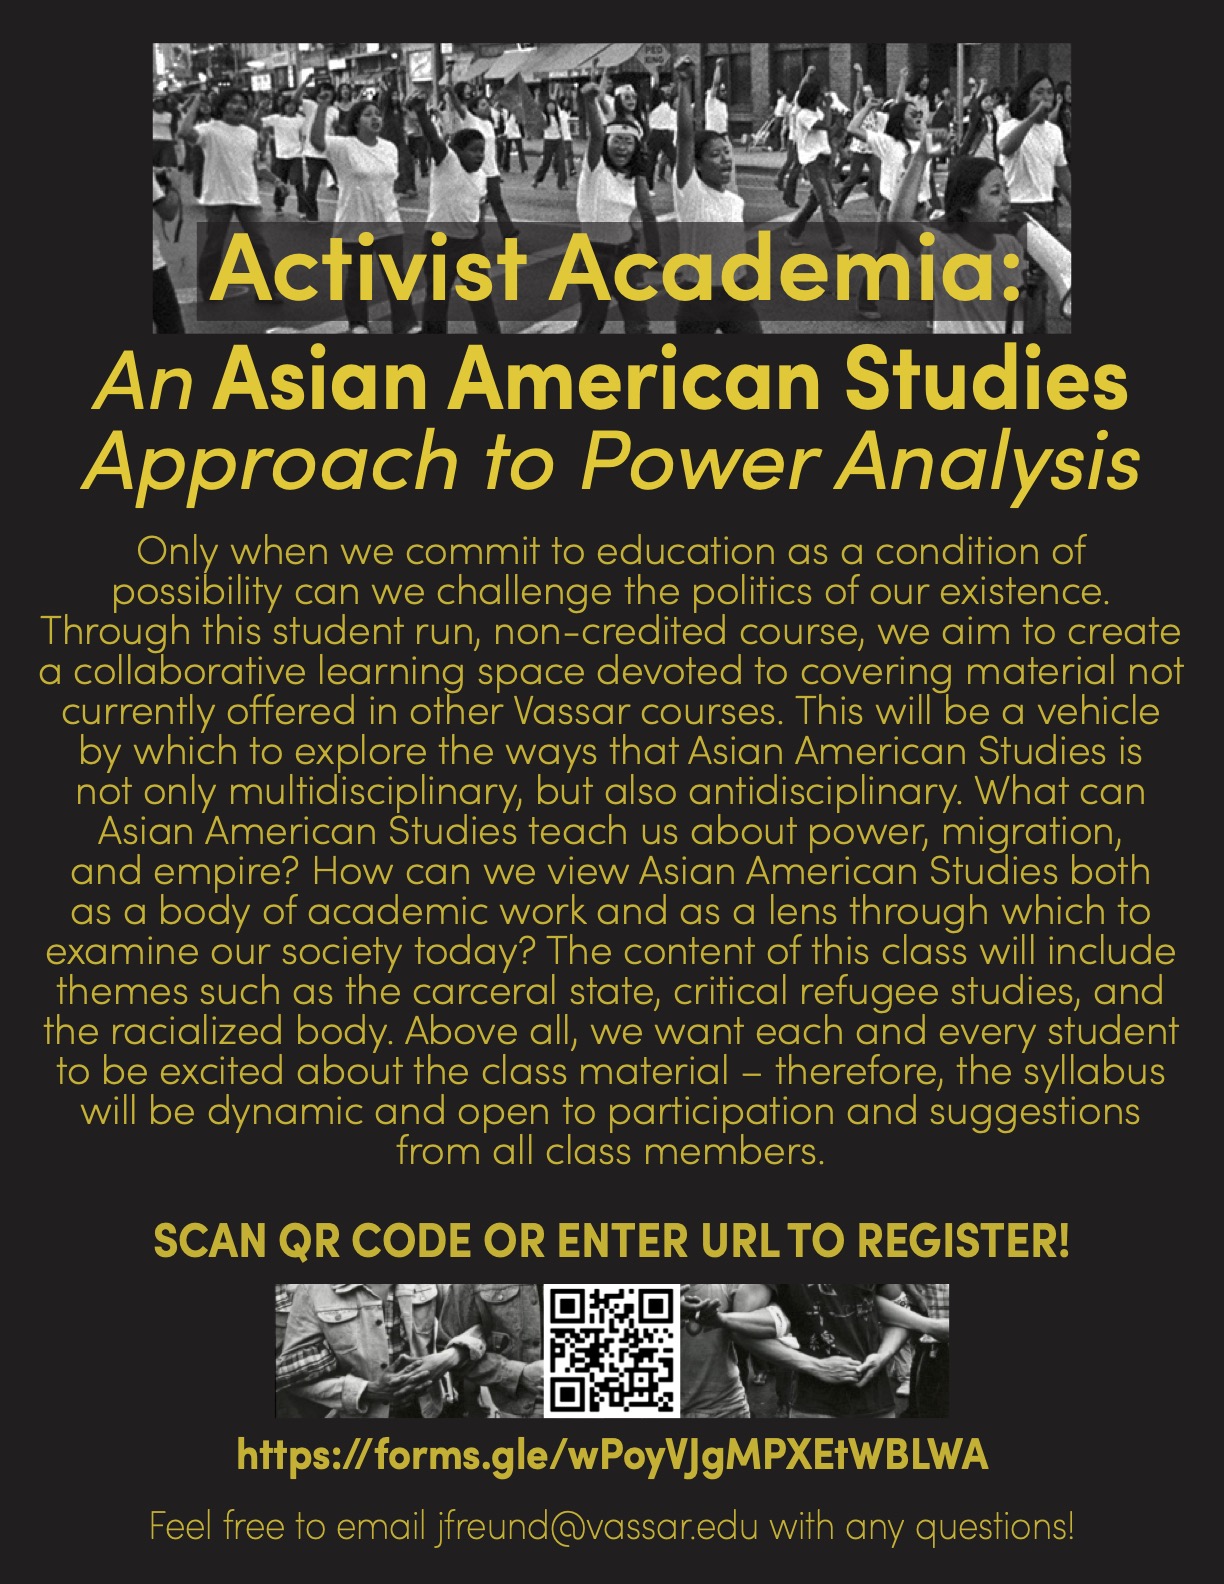 PED
XING
Activist Academia:
An Asian American Studies
Approach to Power Analysis
Only when we commit to education as a condition of
possibility can we challenge the politics of our existence.
Through this student run, non-credited course, we aim to create
a collaborative learning space devoted to covering material not
currently offered in other Vassar courses. This will be a vehicle
by which to explore the ways that Asian American Studies is
not only multidisciplinary, but also antidisciplinary. What can
Asian American Studies teach us about power, migration,
and empire? How can we view Asian American Studies both
as a body of academic work and as a lens through which to
examine our society today? The content of this class will include
themes such as the carceral state, critical refugee studies, and
the racialized body. Above all, we want each and every student
to be excited about the class material – therefore, the syllabus
will be dynamic and open to participation and suggestions
from all class members.
SCAN QR CODE OR ENTER URL TO REGISTER!
https://forms.gle/wPoyVJgMPXEtWBLWA
Feel free to email jfreund@vassar.edu with any questions!